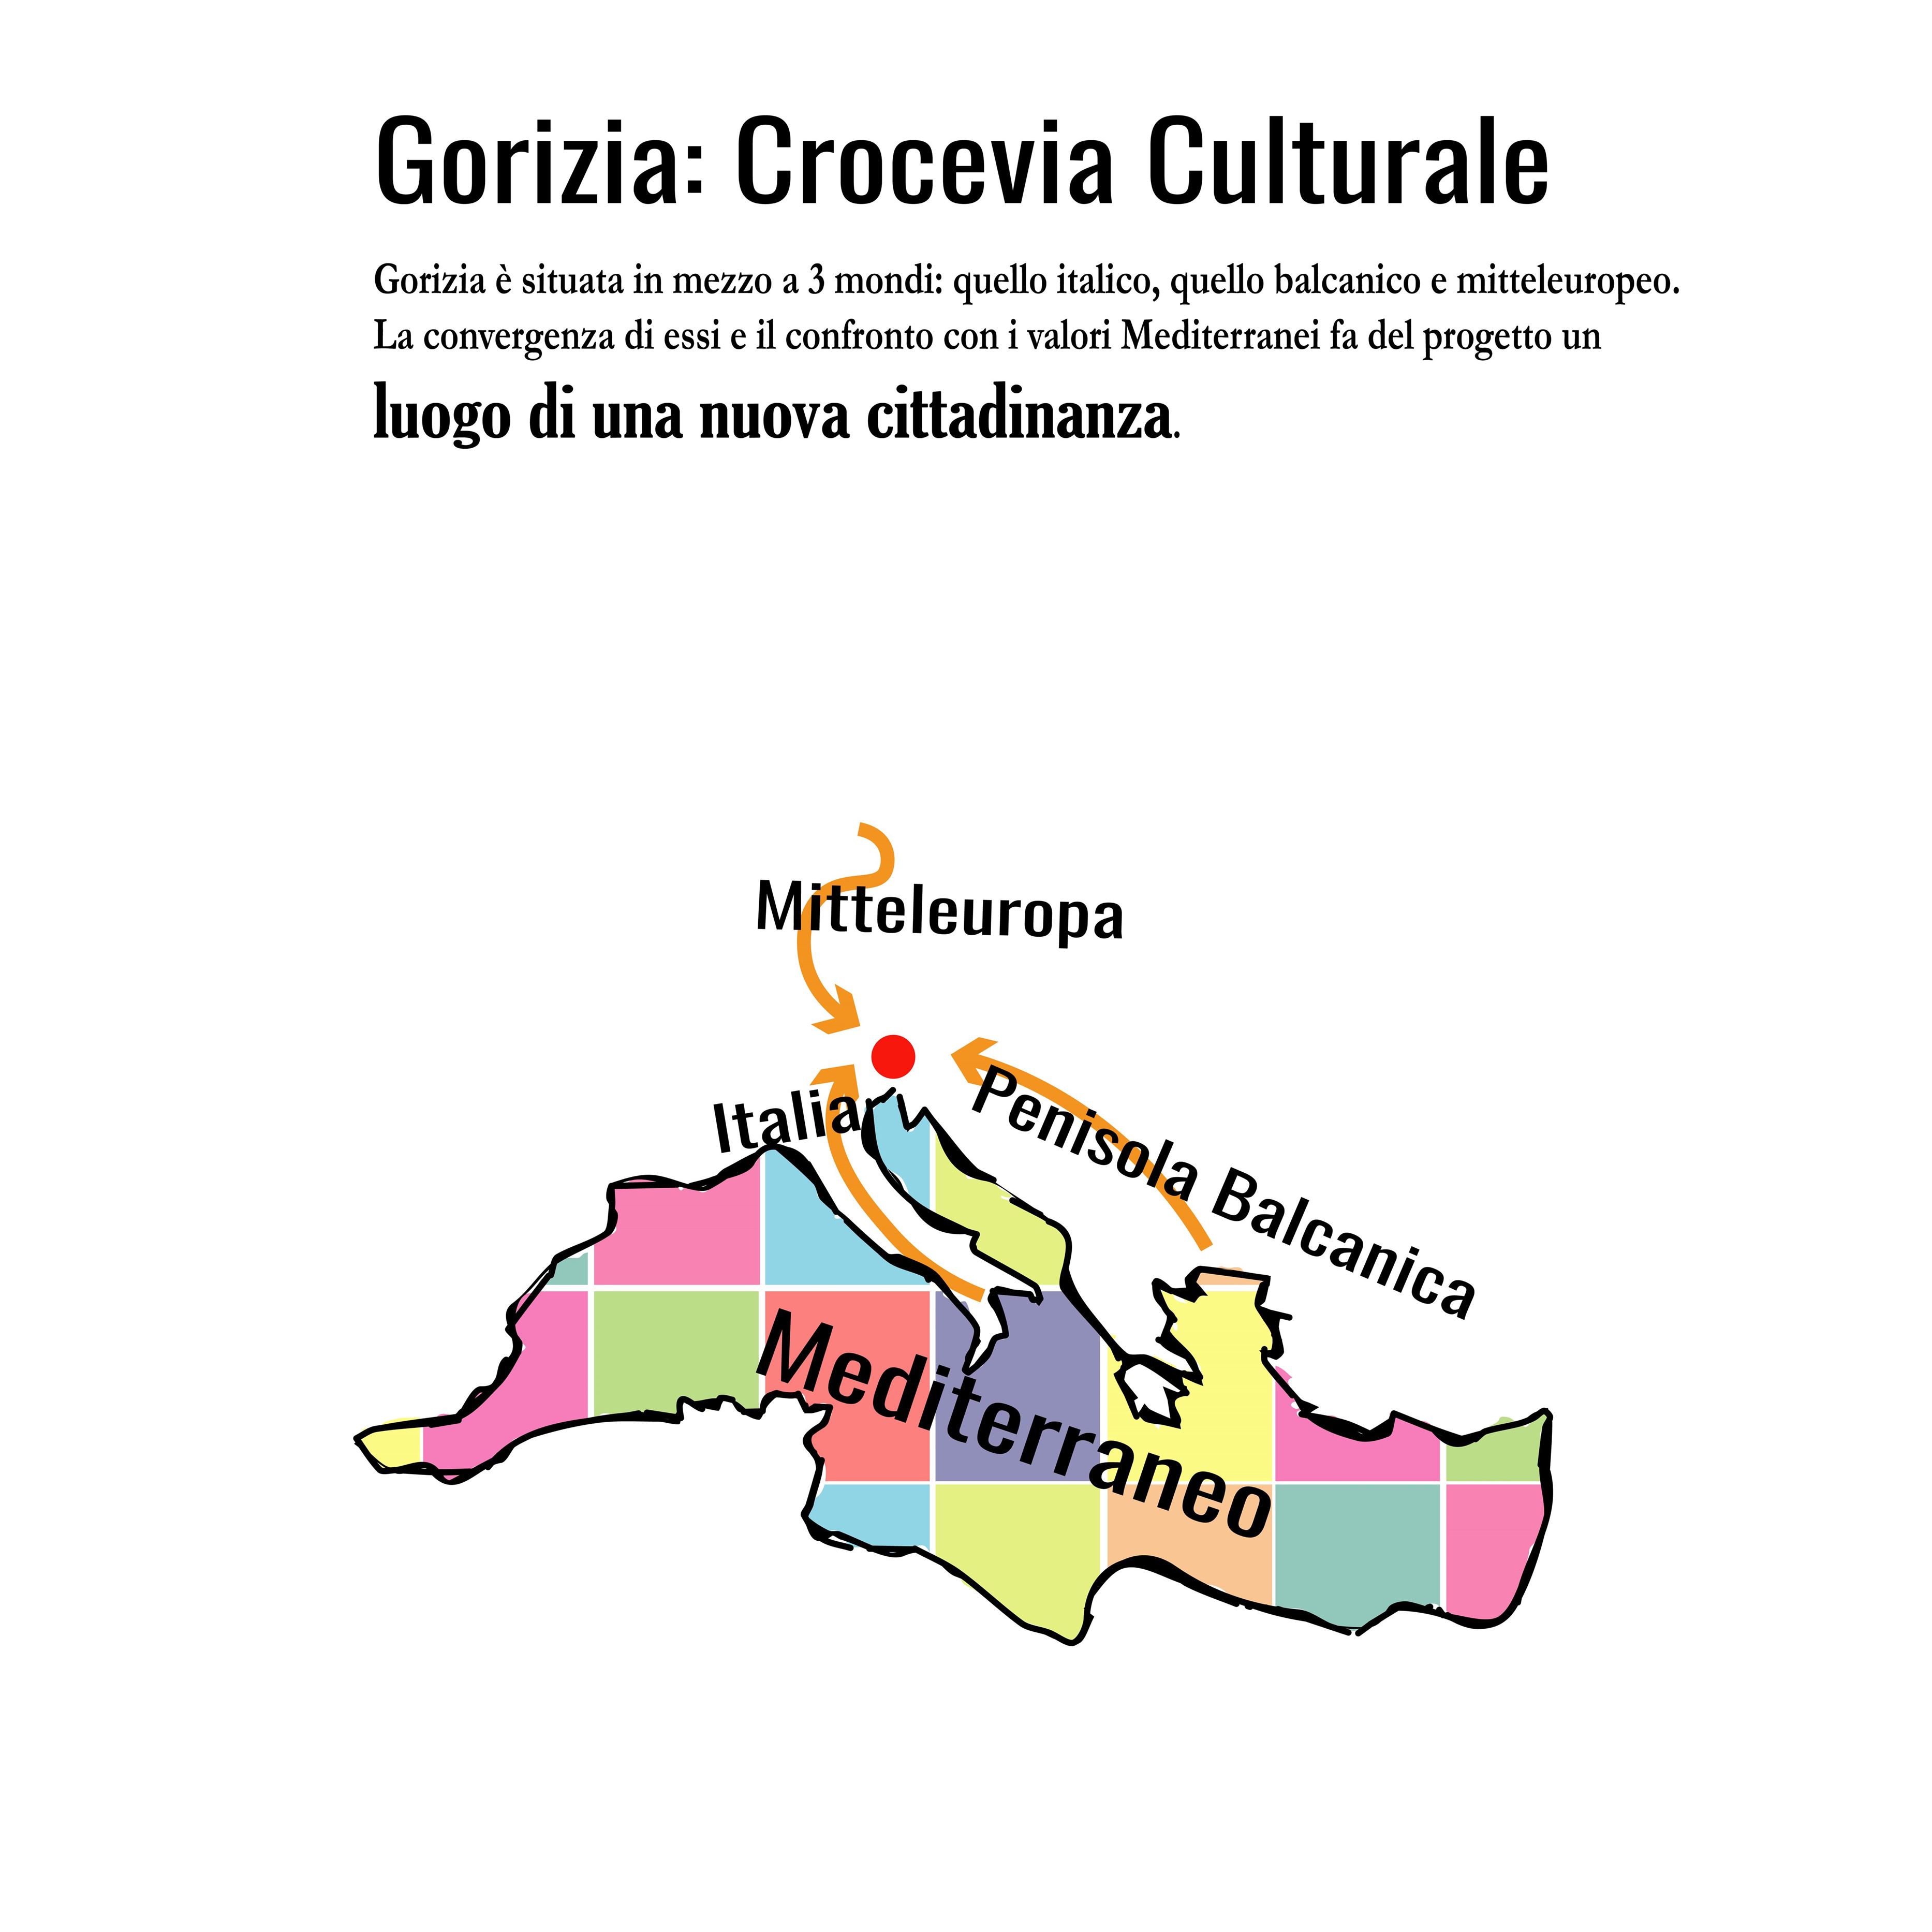 Gorizia: Crocevia Culturale
Gorizia è situata in mezzo a 3 mondi: quello italico, quello balcanico e mitteleuropeo.
La convergenza di essi e il confronto con i valori Mediterranei fa del progetto un
luogo di una nuova cittadinanza.
Mitteleuropa
Italia
Penisola Balcanica
Mediterraneo